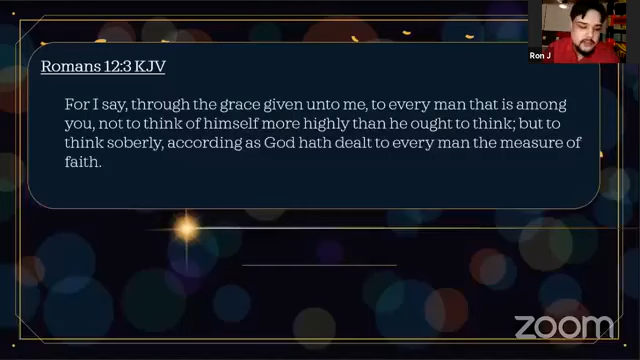 Romans 12:3 KJV
For I say, through the grace given unto me, to every man that is among
you, not to think of himself more highly than he ought to think; but to
think soberly, according as God hath dealt to every man the measure of
faith.
Ron J
zoom